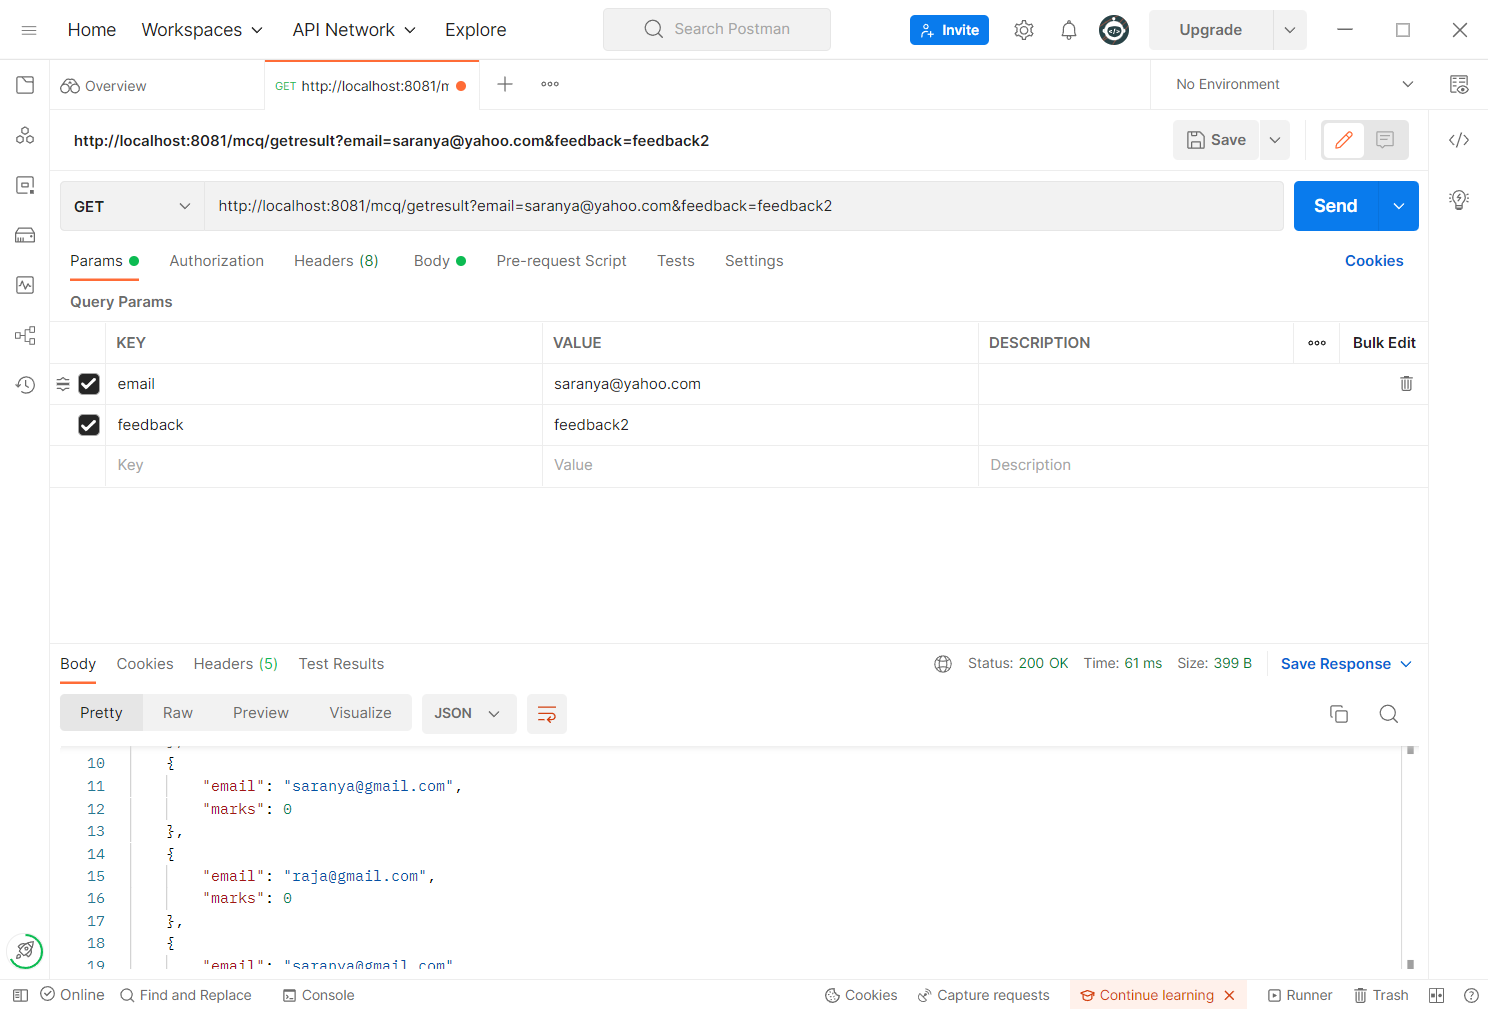 Home Workspaces API Network Explore Search Postman Invite Upgrade
Overview GET http://localhost:8081/m No Environment
http://localhost:8081/mcq/getresult?email=saranya@yahoo.com&feedback=feedback2 Save
GET http://localhost:8081/mcq/getresult?email=saranya@yahoo.com&feedback=feedback2 Send
Params Authorization Headers (8) Body Pre-request Script Tests Settings Cookies
Query Params
KEY VALUE DESCRIPTION Bulk Edit
email saranya@yahoo.com
feedback feedback2
Key Value Description
Body Cookies Headers (5) Test Results Status: 200 OK Time: 61 ms Size: 399 B Save Response
Pretty Raw Preview Visualize JSON
10 {
11 "email": "saranya@gmail.com",
12 "marks": 0
13 },
14 {
15 "email": "raja@gmail.com",
16 "marks": 0
17 },
18 {
19 "email": "saranya@gmail.com"
Online Find and Replace Console Cookies Capture requests Continue learning Runner Trash